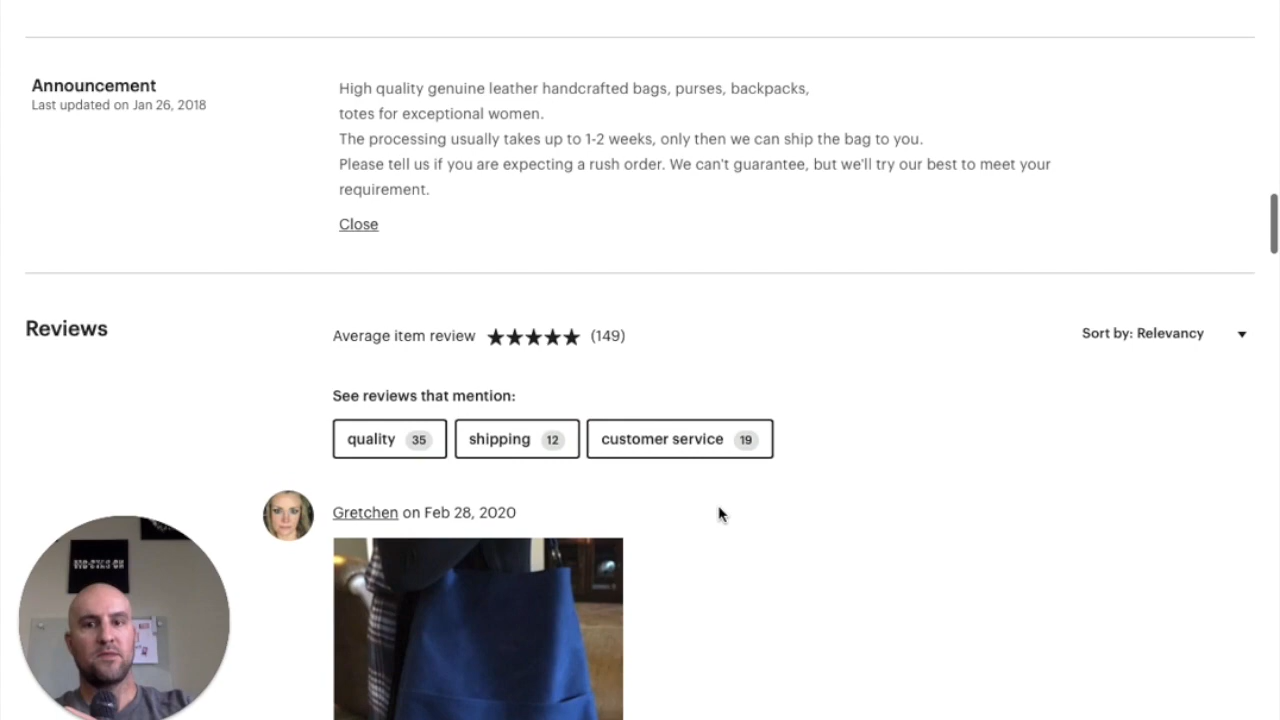 Announcement
Last updated on Jan 26, 2018
High quality genuine leather handcrafted bags, purses, backpacks,
totes for exceptional women.
The processing usually takes up to 1-2 weeks, only then we can ship the bag to you.
Please tell us if you are expecting a rush order. We can't guarantee, but we'll try our best to meet your
requirement.
Close
Reviews
Average item review ★★★★★ (149)
Sort by: Relevancy
See reviews that mention:
quality 35 shipping 12 customer service 19
Gretchen on Feb 28, 2020